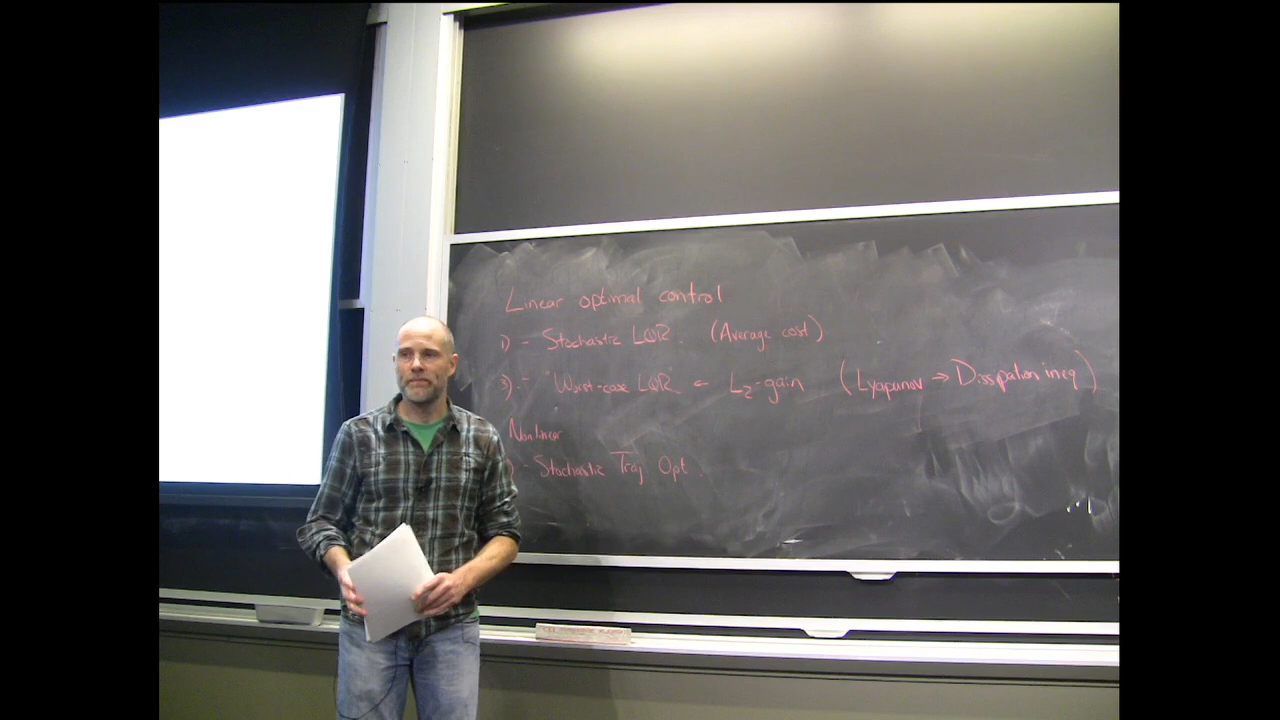 Linear optimal control
1) - Stochastic LQR (Average cost)
3) - "Worst-case LQR" ← L2-gain (Lyapunov → Dissipation ineq)
Nonlinear
- Stochastic Traj Opt